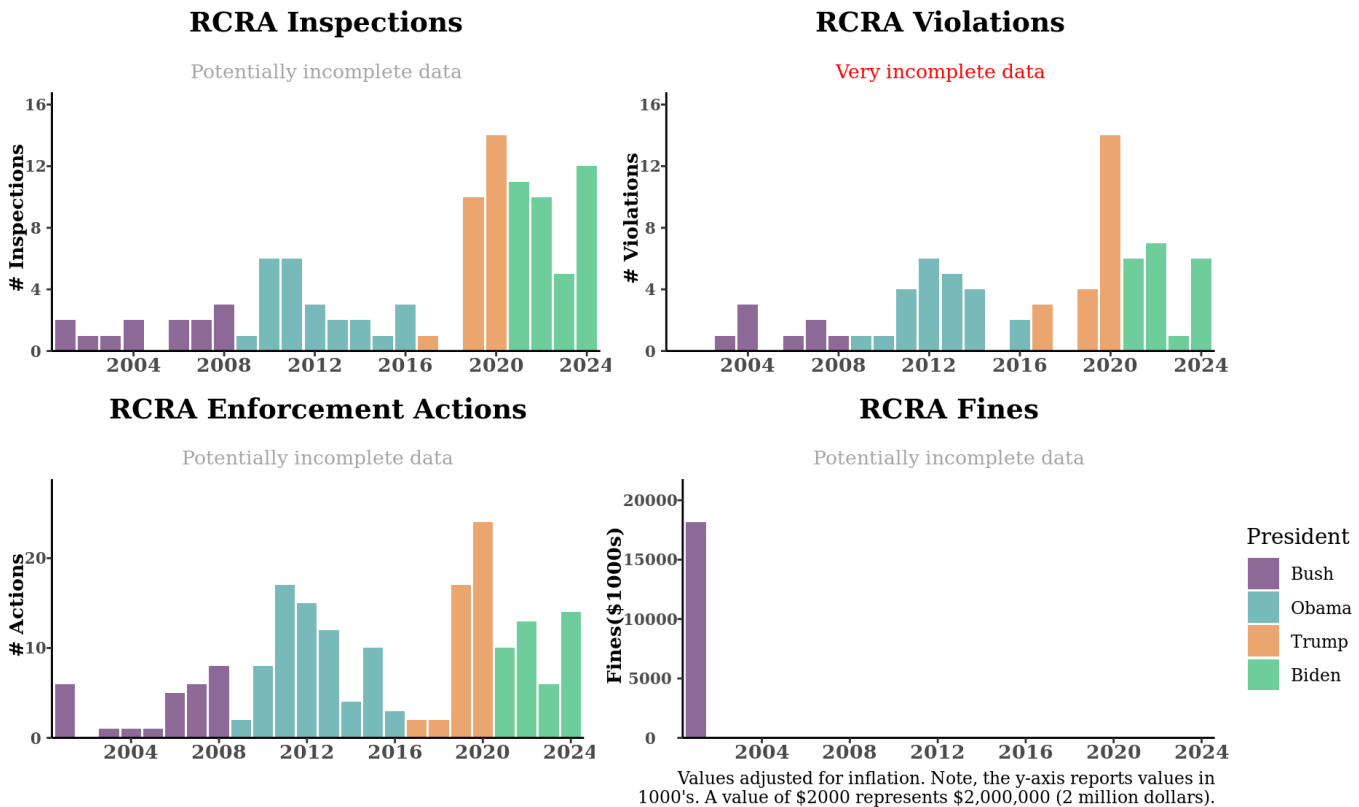 RCRA Inspections
Potentially incomplete data
# Inspections
16
12
8
4
0
2004 2008 2012 2016 2020 2024
RCRA Violations
Very incomplete data
# Violations
16
12
8
4
0
2004 2008 2012 2016 2020 2024
RCRA Enforcement Actions
Potentially incomplete data
# Actions
20
10
0
2004 2008 2012 2016 2020 2024
RCRA Fines
Potentially incomplete data
Fines($1000s)
20000
15000
10000
5000
0
2004 2008 2012 2016 2020 2024
President
Bush
Obama
Trump
Biden
Values adjusted for inflation. Note, the y-axis reports values in
1000's. A value of $2000 represents $2,000,000 (2 million dollars).